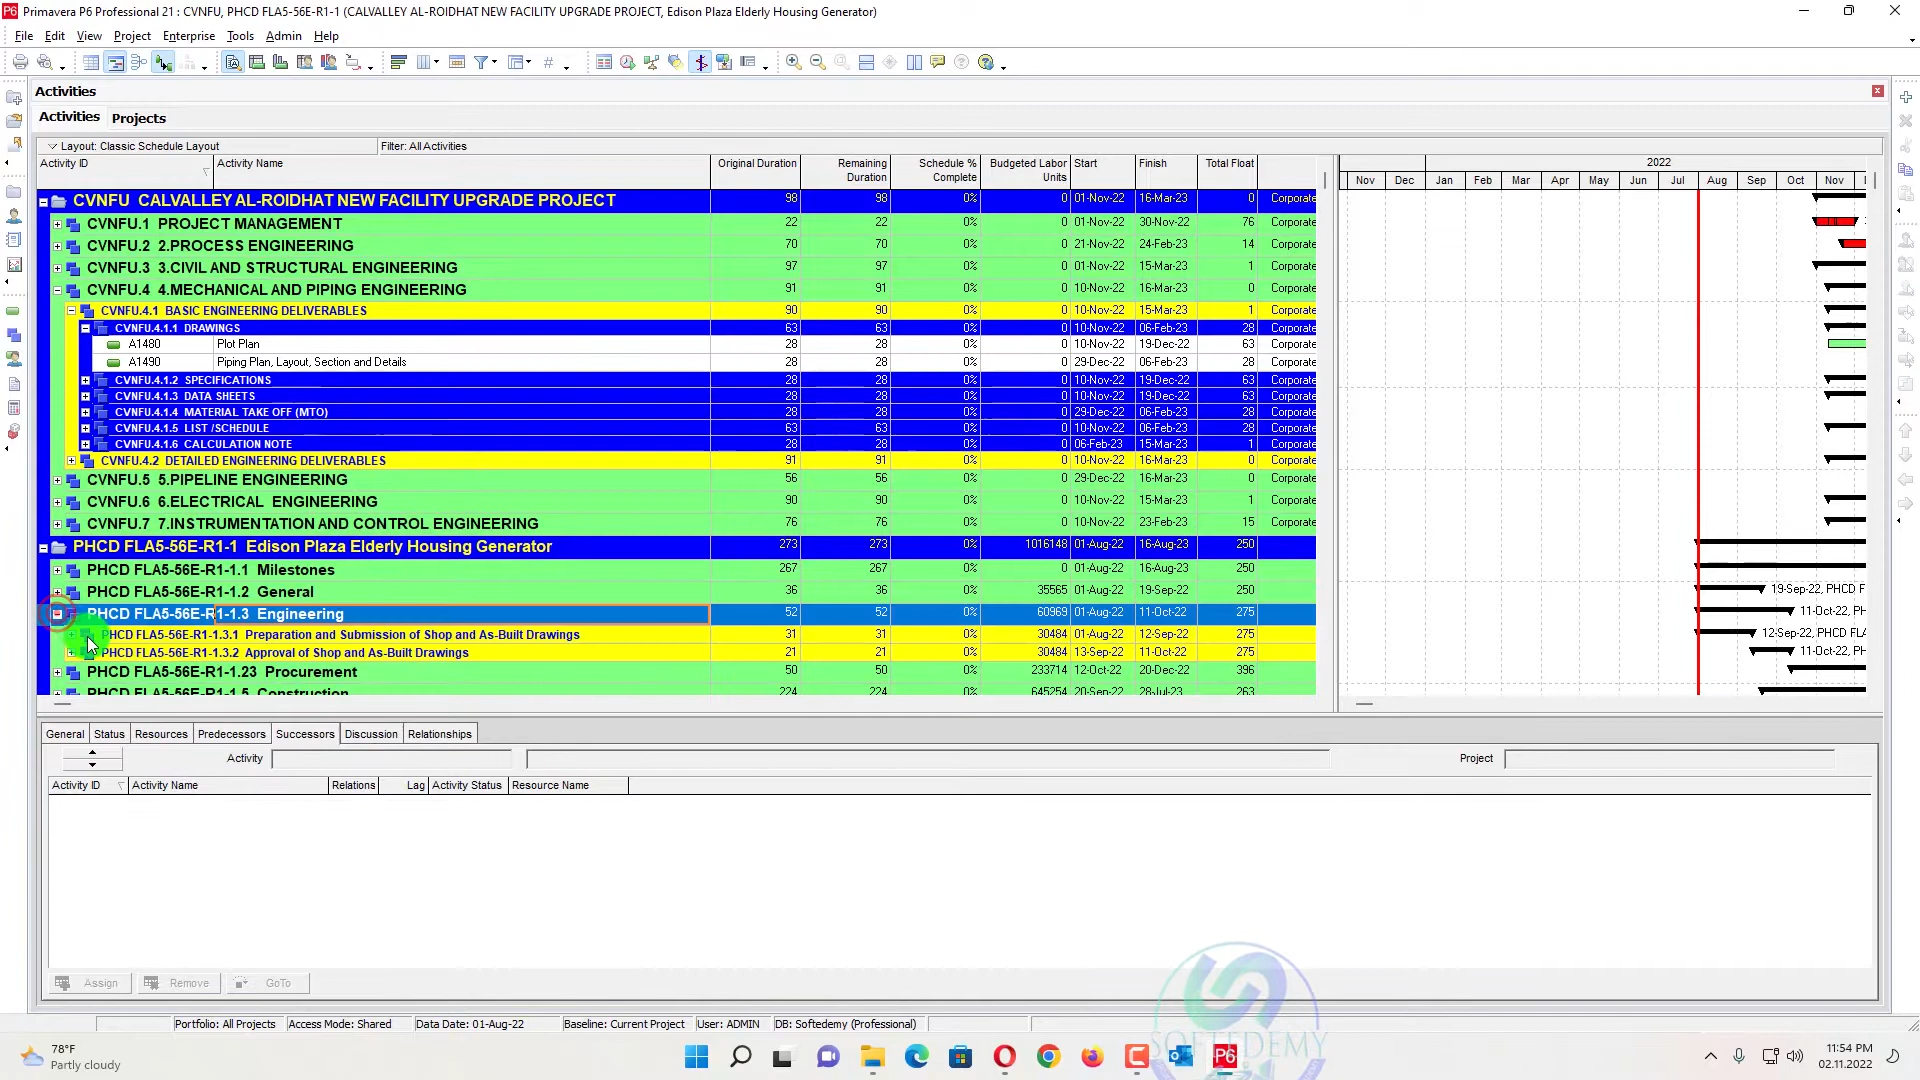 Primavera P6 Professional 21 : CVNFU, PHCD FLA5-56E-R1-1 (CALVALLEY AL-ROIDHAT NEW FACILITY UPGRADE PROJECT, Edison Plaza Elderly Housing Generator)
File Edit View Project Enterprise Tools Admin Help
Activities
Activities Projects
Layout: Classic Schedule Layout Filter: All Activities
Activity ID Activity Name Original Duration Remaining Duration Schedule % Complete Budgeted Labor Units Start Finish Total Float
2022
Nov Dec Jan Feb Mar Apr May Jun Jul Aug Sep Oct Nov
CVNFU CALVALLEY AL-ROIDHAT NEW FACILITY UPGRADE PROJECT 98 98 0% 0 01-Nov-22 16-Mar-23 0 Corporate
CVNFU.1 PROJECT MANAGEMENT 22 22 0% 0 01-Nov-22 30-Nov-22 76 Corporate
CVNFU.2 2.PROCESS ENGINEERING 70 70 0% 0 21-Nov-22 24-Feb-23 14 Corporate
CVNFU.3 3.CIVIL AND STRUCTURAL ENGINEERING 97 97 0% 0 01-Nov-22 15-Mar-23 1 Corporate
CVNFU.4 4.MECHANICAL AND PIPING ENGINEERING 91 91 0% 0 10-Nov-22 16-Mar-23 0 Corporate
CVNFU.4.1 BASIC ENGINEERING DELIVERABLES 90 90 0% 0 10-Nov-22 15-Mar-23 1 Corporate
CVNFU.4.1.1 DRAWINGS 63 63 0% 0 10-Nov-22 06-Feb-23 28 Corporate
A1480 Plot Plan 28 28 0% 0 10-Nov-22 19-Dec-22 63 Corporate
A1490 Piping Plan, Layout, Section and Details 28 28 0% 0 29-Dec-22 06-Feb-23 28 Corporate
CVNFU.4.1.2 SPECIFICATIONS 28 28 0% 0 10-Nov-22 19-Dec-22 63 Corporate
CVNFU.4.1.3 DATA SHEETS 28 28 0% 0 10-Nov-22 19-Dec-22 63 Corporate
CVNFU.4.1.4 MATERIAL TAKE OFF (MTO) 28 28 0% 0 29-Dec-22 06-Feb-23 28 Corporate
CVNFU.4.1.5 LIST /SCHEDULE 63 63 0% 0 10-Nov-22 06-Feb-23 28 Corporate
CVNFU.4.1.6 CALCULATION NOTE 28 28 0% 0 06-Feb-23 15-Mar-23 1 Corporate
CVNFU.4.2 DETAILED ENGINEERING DELIVERABLES 91 91 0% 0 10-Nov-22 16-Mar-23 0 Corporate
CVNFU.5 5.PIPELINE ENGINEERING 56 56 0% 0 29-Dec-22 16-Mar-23 0 Corporate
CVNFU.6 6.ELECTRICAL ENGINEERING 90 90 0% 0 10-Nov-22 15-Mar-23 1 Corporate
CVNFU.7 7.INSTRUMENTATION AND CONTROL ENGINEERING 76 76 0% 0 10-Nov-22 23-Feb-23 15 Corporate
PHCD FLA5-56E-R1-1 Edison Plaza Elderly Housing Generator 273 273 0% 1016148 01-Aug-22 16-Aug-23 250
PHCD FLA5-56E-R1-1.1 Milestones 267 267 0% 0 01-Aug-22 16-Aug-23 250
PHCD FLA5-56E-R1-1.2 General 36 36 0% 35565 01-Aug-22 19-Sep-22 250 19-Sep-22, PHCD
PHCD FLA5-56E-R1-1.3 Engineering 52 52 0% 60969 01-Aug-22 11-Oct-22 275 11-Oct-22, PH
PHCD FLA5-56E-R1-1.3.1 Preparation and Submission of Shop and As-Built Drawings 31 31 0% 30484 01-Aug-22 12-Sep-22 275 12-Sep-22, PHCD FLA
PHCD FLA5-56E-R1-1.3.2 Approval of Shop and As-Built Drawings 21 21 0% 30484 13-Sep-22 11-Oct-22 275 11-Oct-22, PH
PHCD FLA5-56E-R1-1.23 Procurement 50 50 0% 233714 12-Oct-22 20-Dec-22 396
PHCD FLA5-56E-R1-1.5 Construction 224 224 0% 645254 20-Sep-22 28-Jul-23 263
General Status Resources Predecessors Successors Discussion Relationships
Activity Project
Activity ID Activity Name Relations Lag Activity Status Resource Name
Assign Remove GoTo
SOFTEDEMY
Portfolio: All Projects Access Mode: Shared Data Date: 01-Aug-22 Baseline: Current Project User: ADMIN DB: Softedemy (Professional)
78°F
Partly cloudy
11:54 PM
02.11.2022